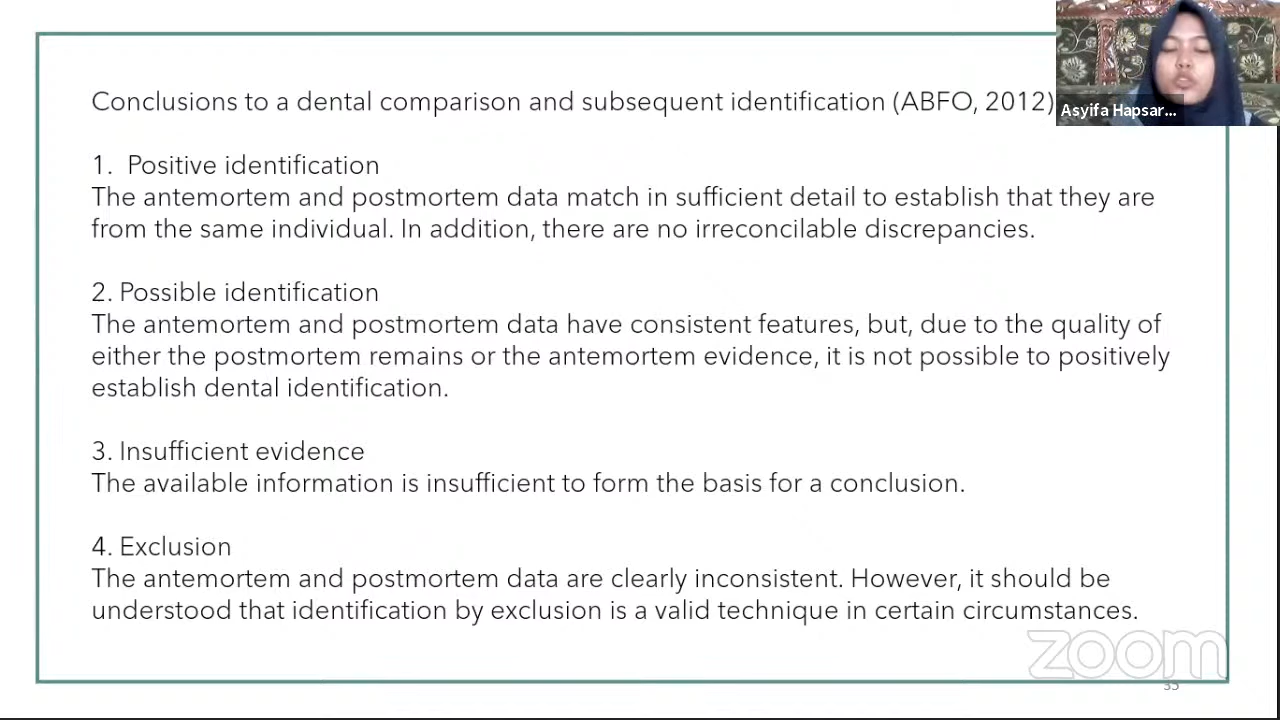 Conclusions to a dental comparison and subsequent identification (ABFO, 2012)
Asyifa Hapsar...
1. Positive identification
The antemortem and postmortem data match in sufficient detail to establish that they are
from the same individual. In addition, there are no irreconcilable discrepancies.
2. Possible identification
The antemortem and postmortem data have consistent features, but, due to the quality of
either the postmortem remains or the antemortem evidence, it is not possible to positively
establish dental identification.
3. Insufficient evidence
The available information is insufficient to form the basis for a conclusion.
4. Exclusion
The antemortem and postmortem data are clearly inconsistent. However, it should be
understood that identification by exclusion is a valid technique in certain circumstances.
zoom
35